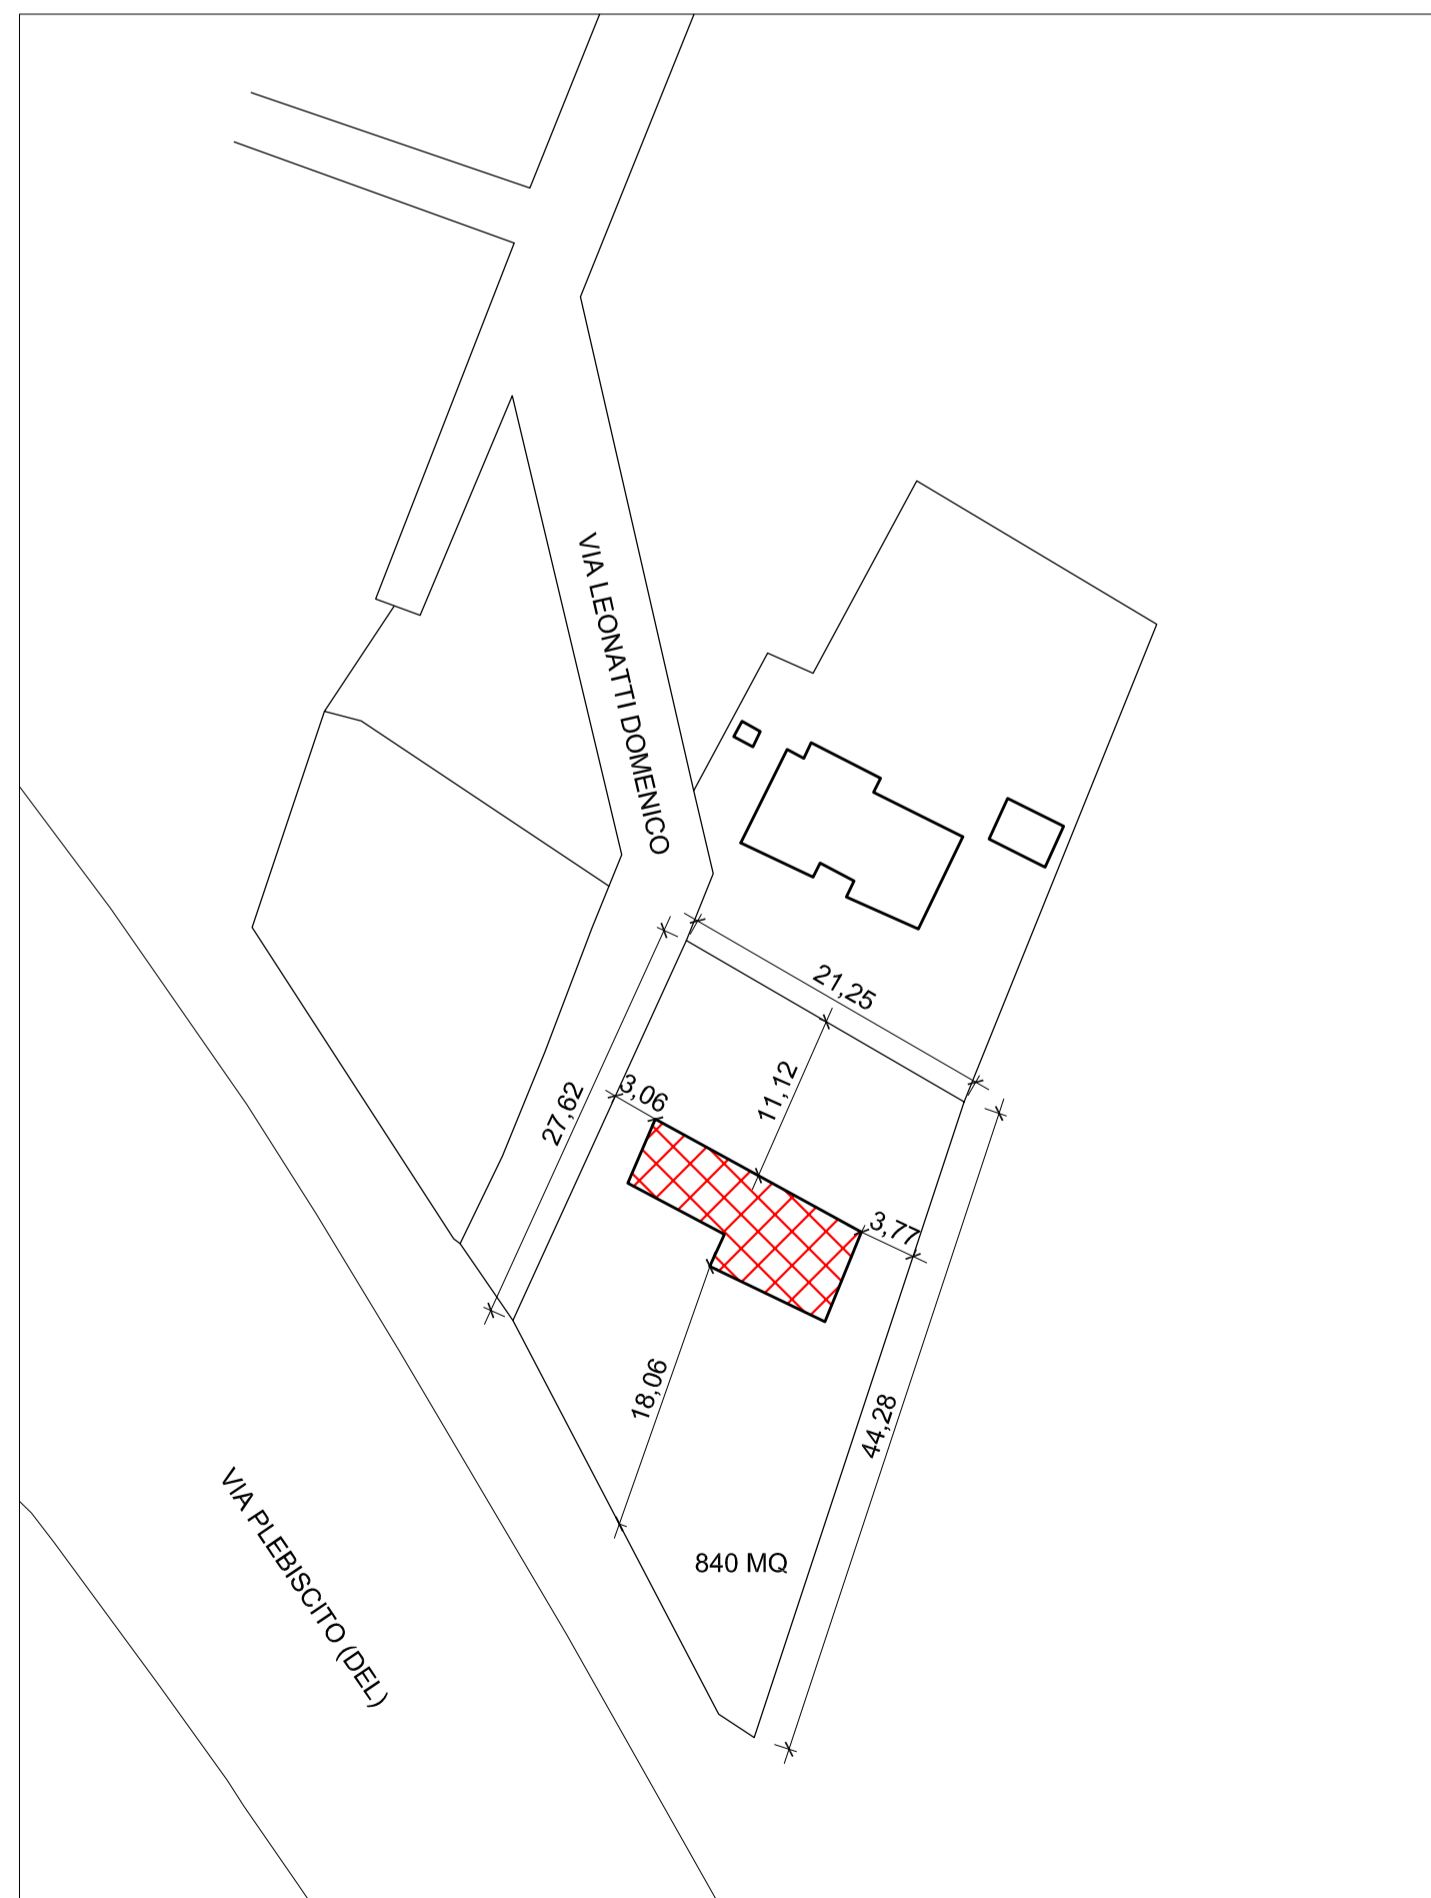 VIA LEONATTI DOMENICO
21,25
11,12
3,06
27,62
3,77
18,06
44,28
840 MQ
VIA PLEBISCITO (DEL)